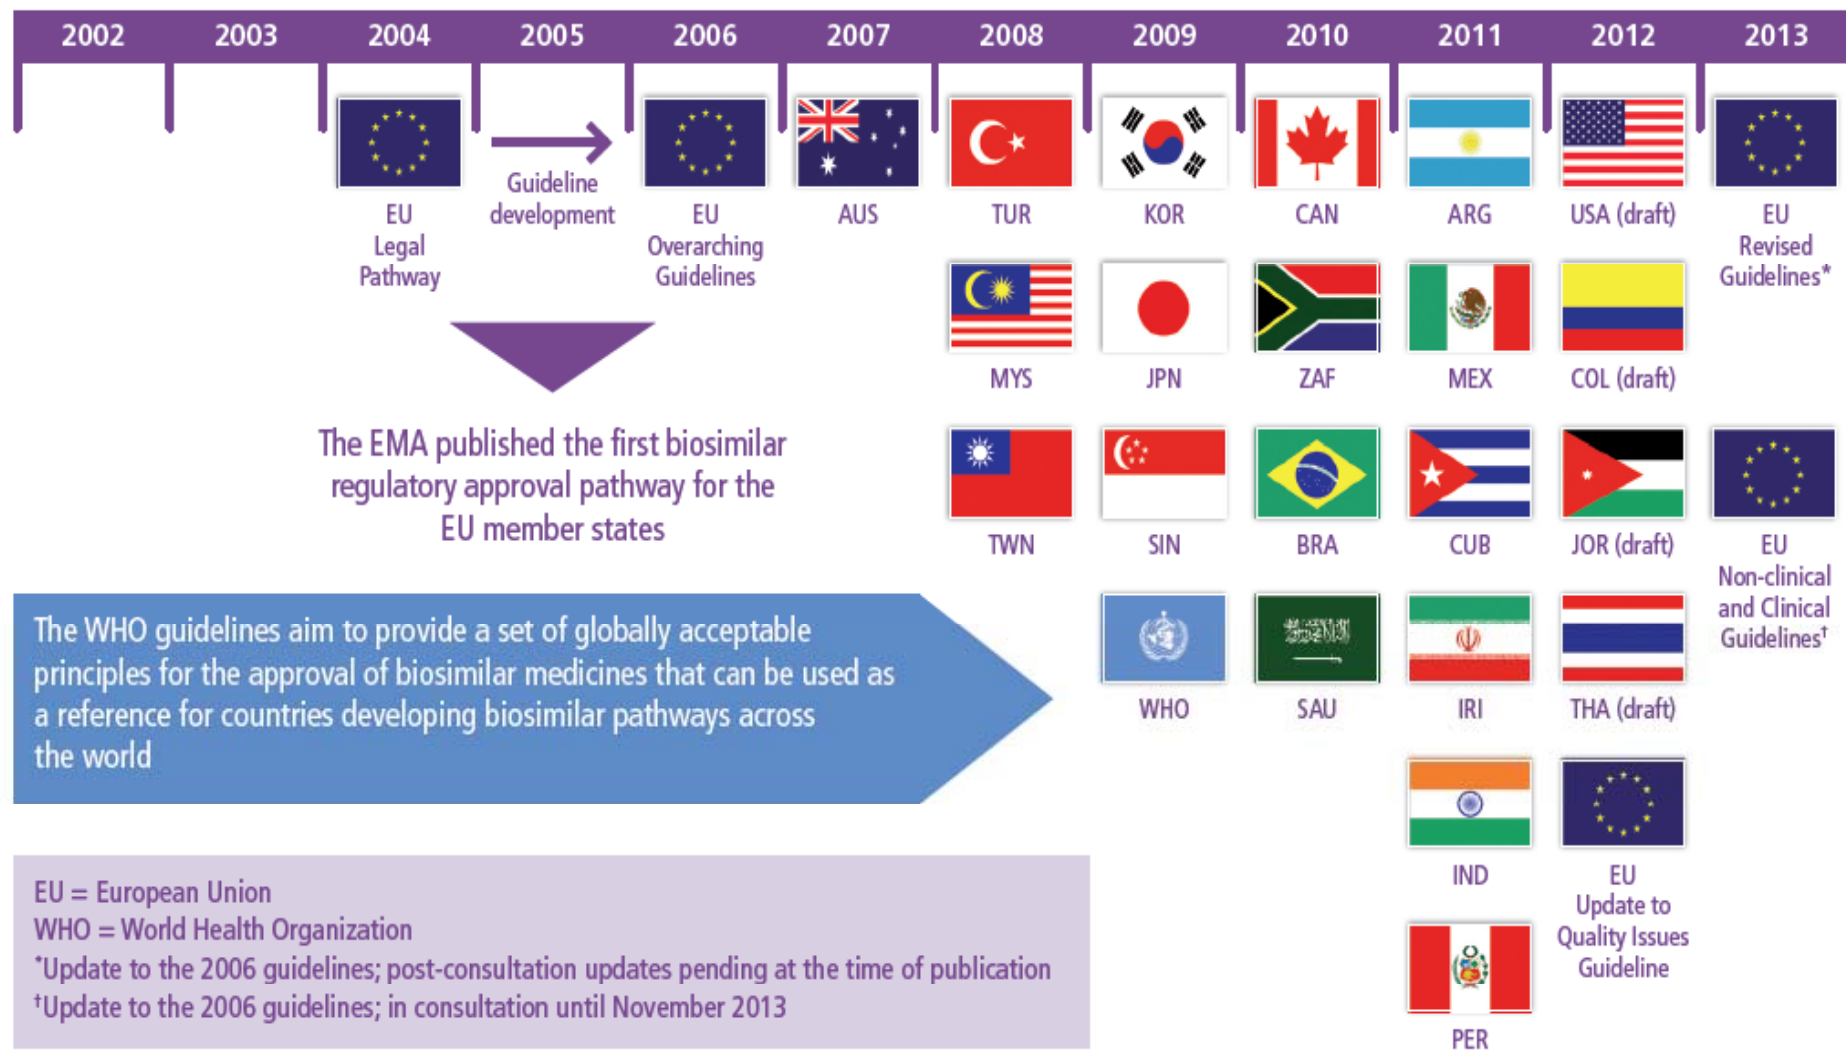 2002 2003 2004 2005 2006 2007 2008 2009 2010 2011 2012 2013
EU
Legal
Pathway
Guideline
development
EU
Overarching
Guidelines
AUS
TUR
KOR
CAN
ARG
USA (draft)
EU
Revised
Guidelines*
MYS
JPN
ZAF
MEX
COL (draft)
The EMA published the first biosimilar
regulatory approval pathway for the
EU member states
TWN
SIN
BRA
CUB
JOR (draft)
EU
Non-clinical
and Clinical
Guidelines†
The WHO guidelines aim to provide a set of globally acceptable
principles for the approval of biosimilar medicines that can be used as
a reference for countries developing biosimilar pathways across
the world
WHO
SAU
IRI
THA (draft)
IND
EU
Update to
Quality Issues
Guideline
PER
EU = European Union
WHO = World Health Organization
*Update to the 2006 guidelines; post-consultation updates pending at the time of publication
†Update to the 2006 guidelines; in consultation until November 2013